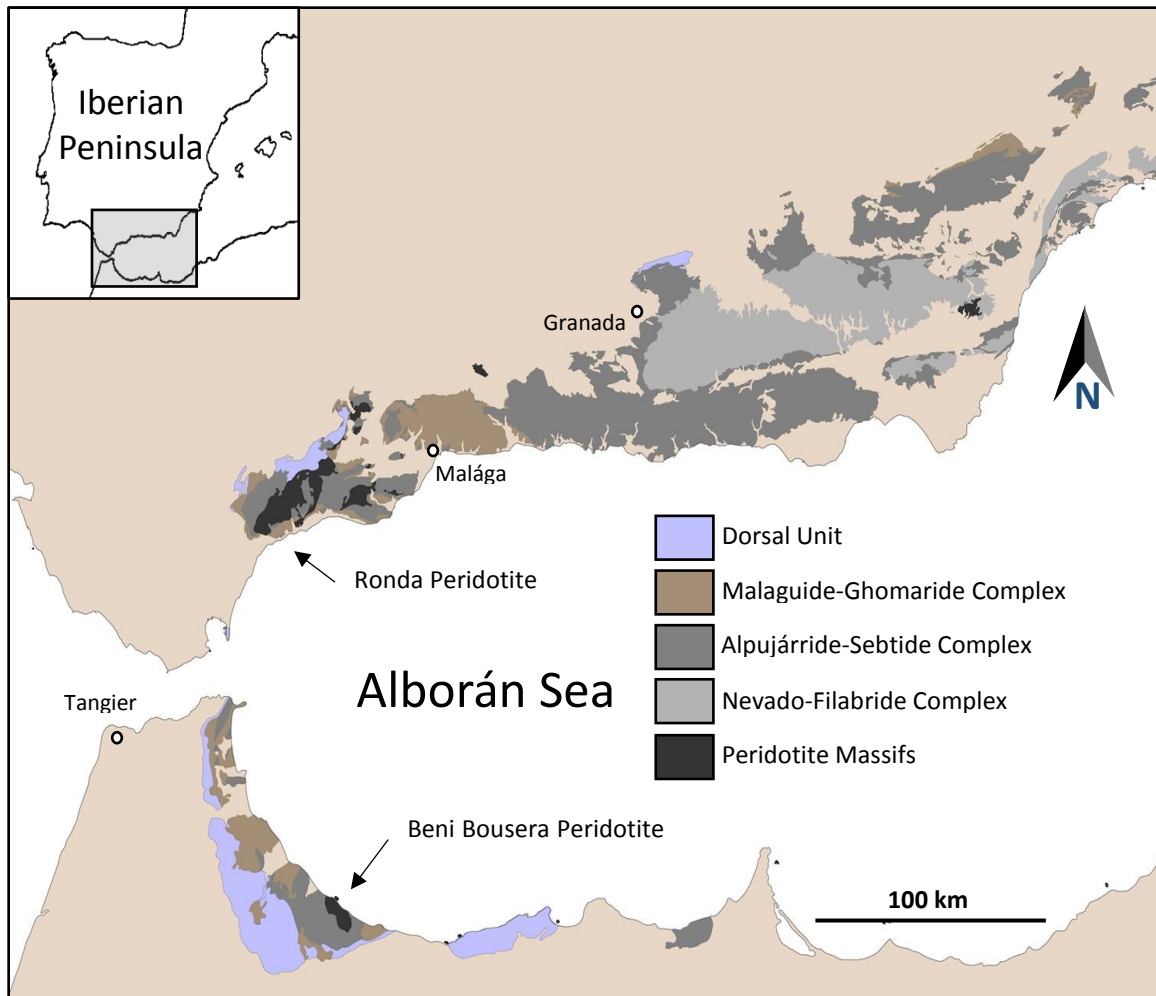 Iberian
Peninsula
Granada
N
Malága
Ronda Peridotite
Dorsal Unit
Malaguide-Ghomaride Complex
Alpujárride-Sebtide Complex
Nevado-Filabride Complex
Peridotite Massifs
Alborán Sea
Tangier
Beni Bousera Peridotite
100 km